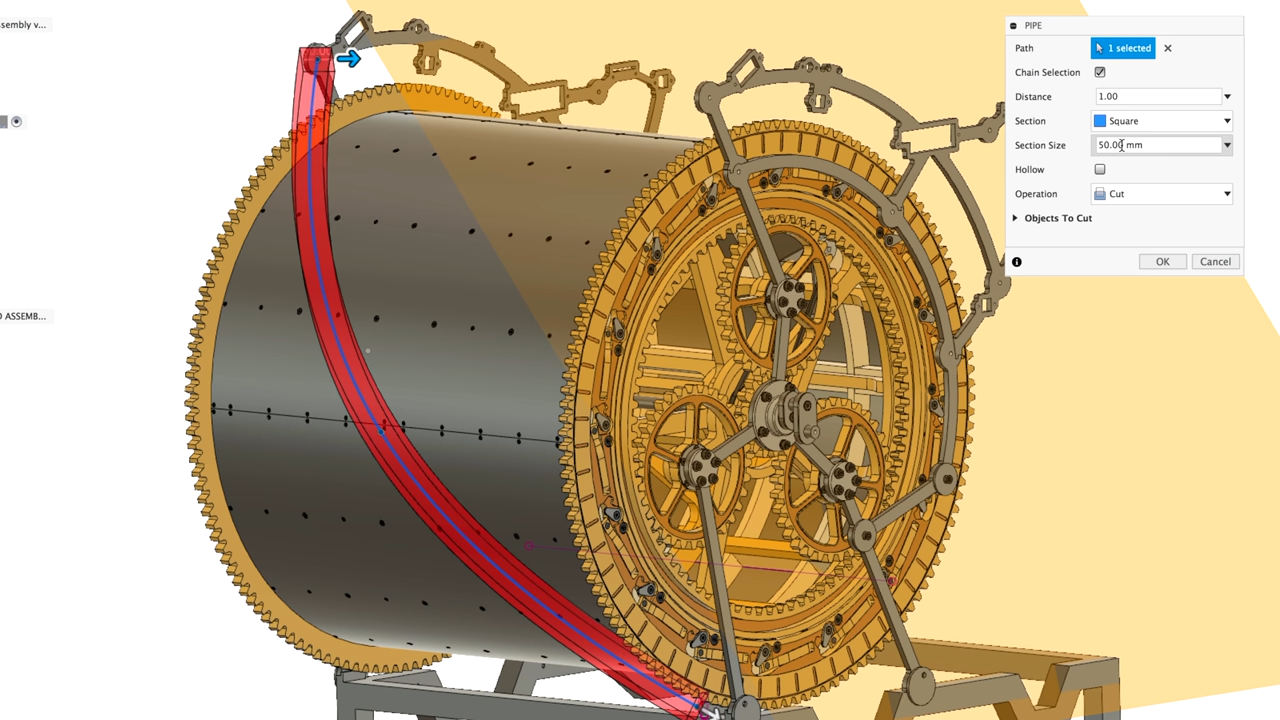 sembly v...
ASSEMB...
PIPE
Path 1 selected
Chain Selection
Distance 1.00
Section Square
Section Size 50.00 mm
Hollow
Operation Cut
Objects To Cut
OK Cancel